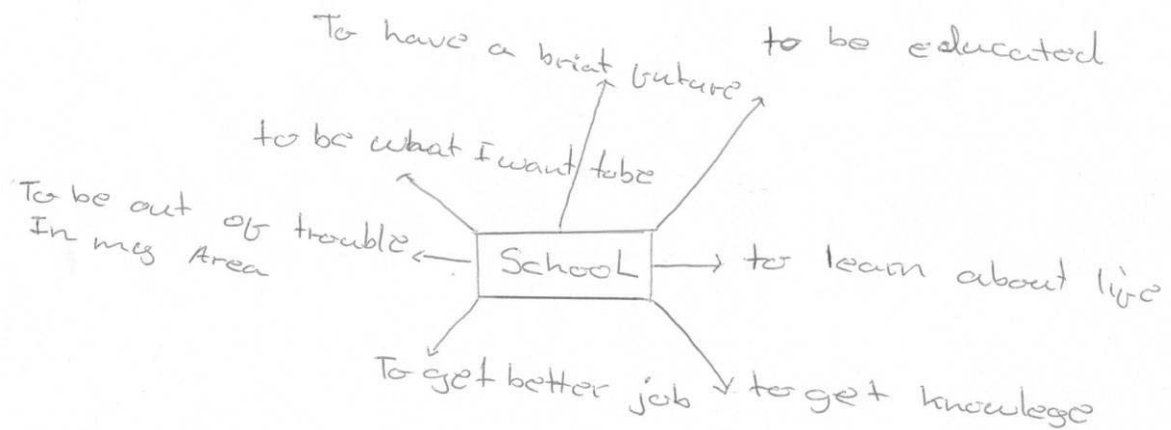 To have a briat future
to be educated
to be what I want tobe
To be out of trouble
In my Area
School
to learn about life
To get better job
to get knowlege